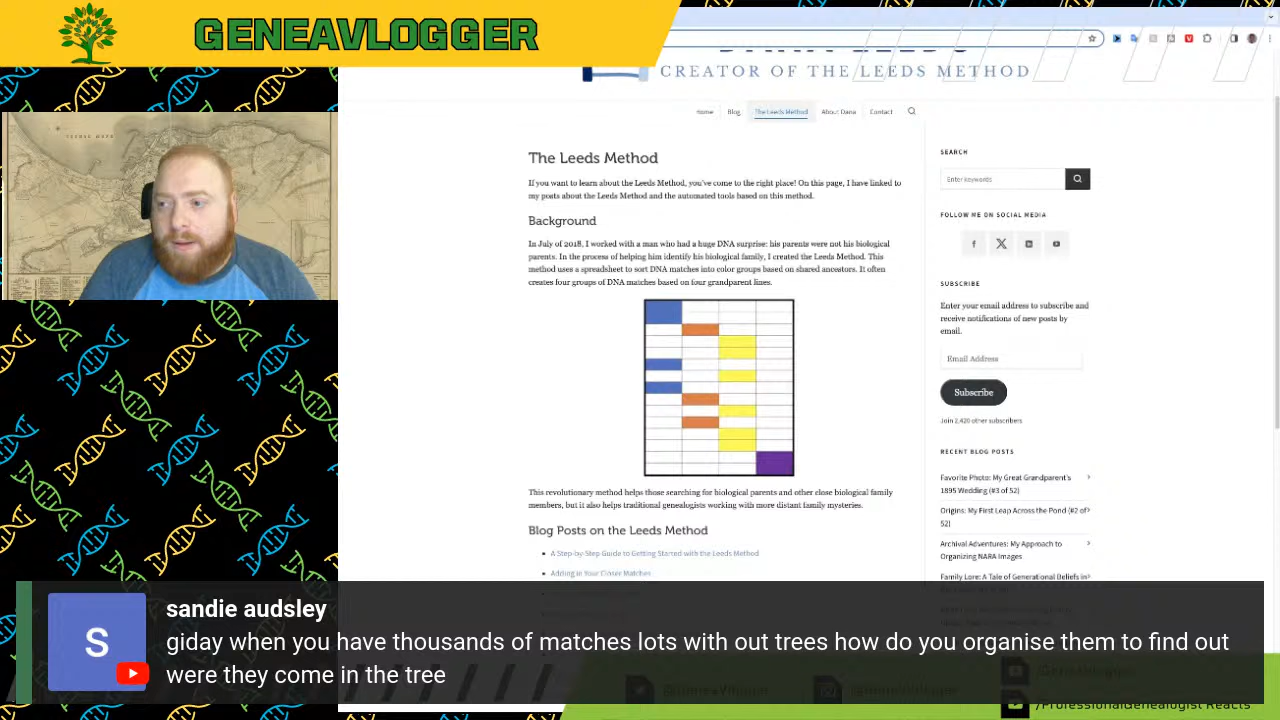 GENEAVLOGGER
CREATOR OF THE LEEDS METHOD
Home
Blog
The Leeds Method
About Dana
Contact
The Leeds Method
If you want to learn about the Leeds Method, you've come to the right place! On this page, I have linked to
my posts about the Leeds Method and the automated tools based on this method.
Background
In July of 2018, I worked with a man who had a huge DNA surprise: his parents were not his biological
parents. In the process of helping him identify his biological family, I created the Leeds Method. This
method uses a spreadsheet to sort DNA matches into color groups based on shared ancestors. It often
creates four groups of DNA matches based on four grandparent lines.
This revolutionary method helps those searching for biological parents and other close biological family
members, but it also helps traditional genealogists working with more distant family mysteries.
Blog Posts on the Leeds Method
A Step-by-Step Guide to Getting Started with the Leeds Method
Adding in Your Closer Matches
SEARCH
Enter keywords
FOLLOW ME ON SOCIAL MEDIA
SUBSCRIBE
Enter your email address to subscribe and
receive notifications of new posts by
email.
Email Address
Subscribe
Join 2,420 other subscribers
RECENT BLOG POSTS
Favorite Photo: My Great Grandparent's
1895 Wedding (#3 of 52)
Origins: My First Leap Across the Pond (#2 of
52)
Archival Adventures: My Approach to
Organizing NARA Images
Family Lore: A Tale of Generational Beliefs in
S
sandie audsley
giday when you have thousands of matches lots with out trees how do you organise them to find out
were they come in the tree
/ProfessionalGenealogist Reacts